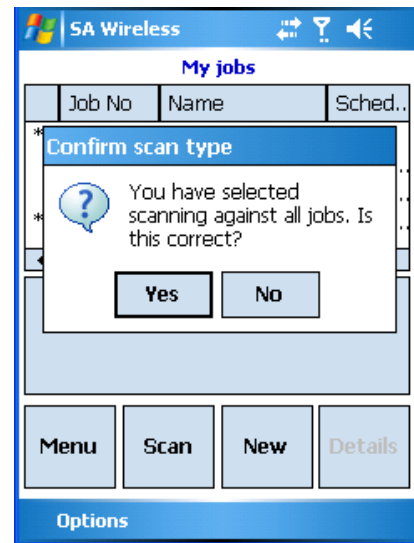 SA Wireless
My jobs
Job No Name Sched..
*
Confirm scan type
You have selected
scanning against all jobs. Is
this correct?
*
Yes No
Menu Scan New Details
Options